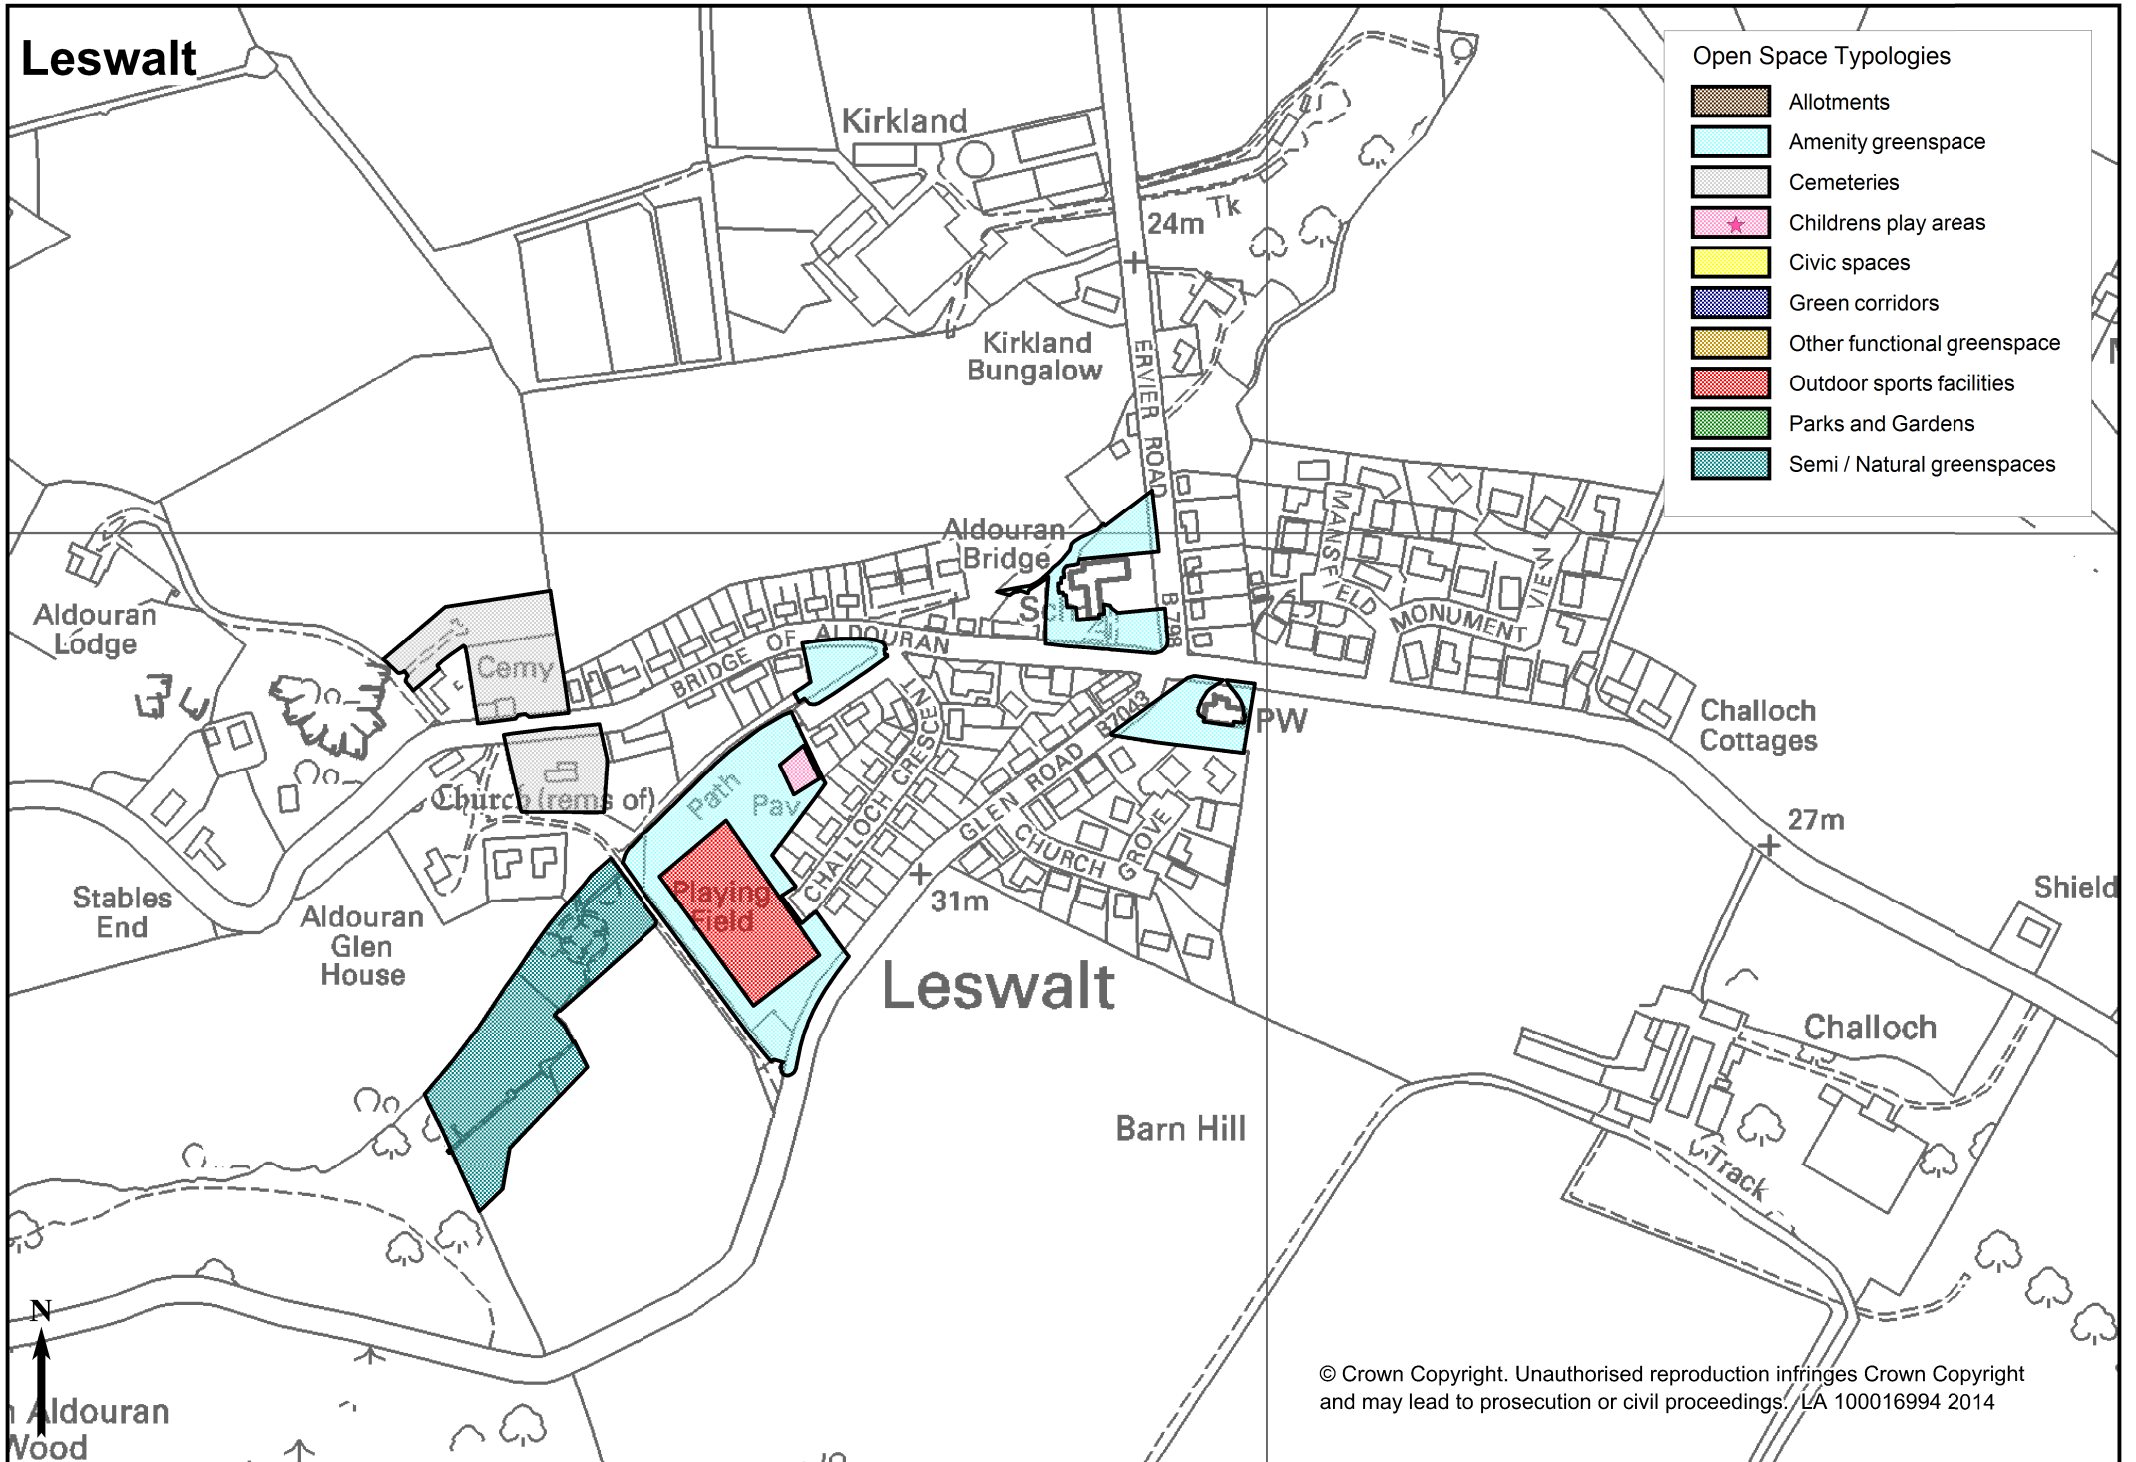 Leswalt
Open Space Typologies
Allotments
Amenity greenspace
Cemeteries
Childrens play areas
Civic spaces
Green corridors
Other functional greenspace
Outdoor sports facilities
Parks and Gardens
Semi / Natural greenspaces
Kirkland
24m
Tk
Kirkland
Bungalow
ERVIER ROAD
Aldouran
Bridge
Sch
B 798
MANSFIELD
MONUMENT
VIEW
Aldouran
Lodge
Cemy
BRIDGE OF ALDOURAN
PW
Challoch
Cottages
Church (rems of)
Path
Pav
CHALLOCH CRESCENT
GLEN ROAD B7043
CHURCH
GROVE
27m
Stables
End
Aldouran
Glen
House
Playing
Field
31m
Shield
Leswalt
Challoch
Barn Hill
Track
N
Aldouran
Wood
© Crown Copyright. Unauthorised reproduction infringes Crown Copyright
and may lead to prosecution or civil proceedings. LA 100016994 2014